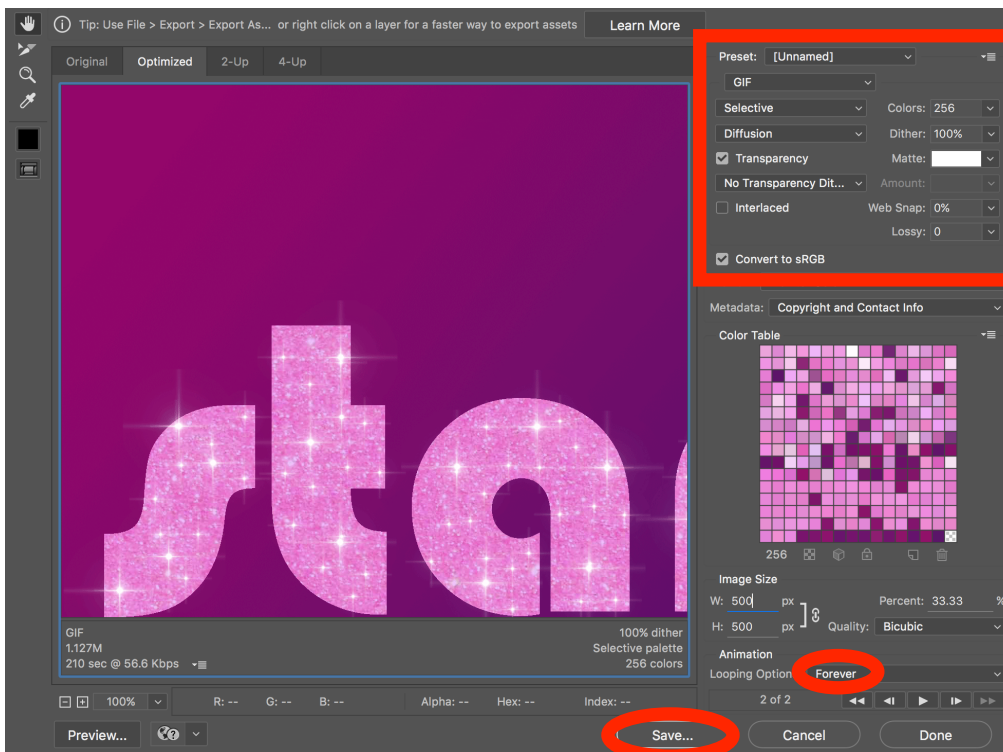 Tip: Use File > Export > Export As... or right click on a layer for a faster way to export assets
Learn More
Original Optimized 2-Up 4-Up
Preset: [Unnamed]
GIF
Selective Colors: 256
Diffusion Dither: 100%
Transparency Matte:
No Transparency Dit... Amount:
Interlaced Web Snap: 0%
Lossy: 0
Convert to sRGB
Metadata: Copyright and Contact Info
Color Table
256
sta
Image Size
W: 500 px Percent: 33.33 %
H: 500 px Quality: Bicubic
GIF 100% dither
1.127M Selective palette
210 sec @ 56.6 Kbps 256 colors
Animation
Looping Option Forever
100% R: -- G: -- B: -- Alpha: -- Hex: -- Index: -- 2 of 2
Preview... Save... Cancel Done